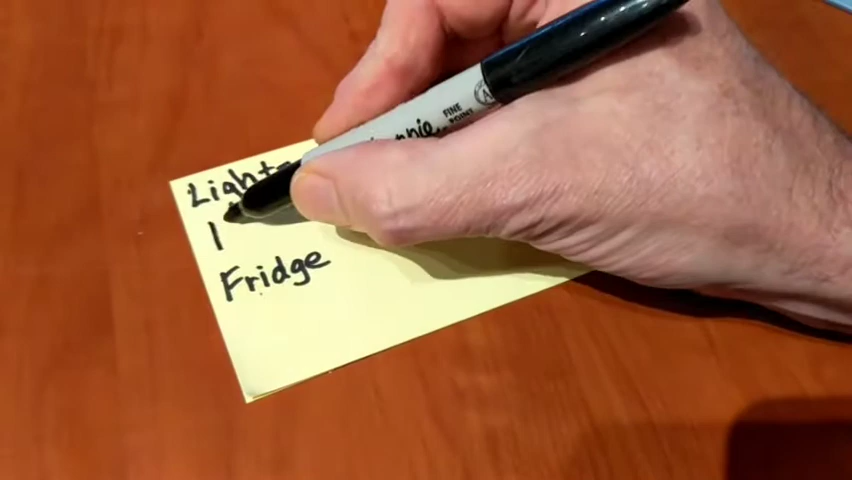 Light
I
Fridge
FINE
POINT